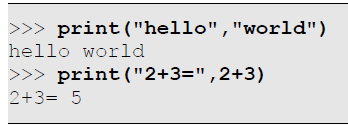 >>> print("hello","world")
hello world
>>> print("2+3=",2+3)
2+3= 5